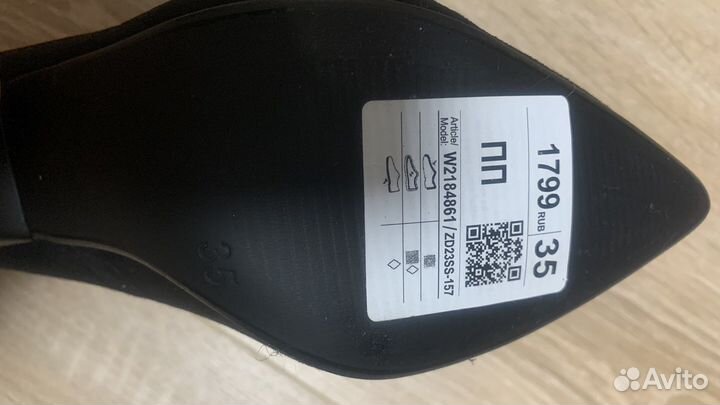 1799 RUB 35
ПП
Article/
Model: W2184861 / ZD23SS-157
35
Avito